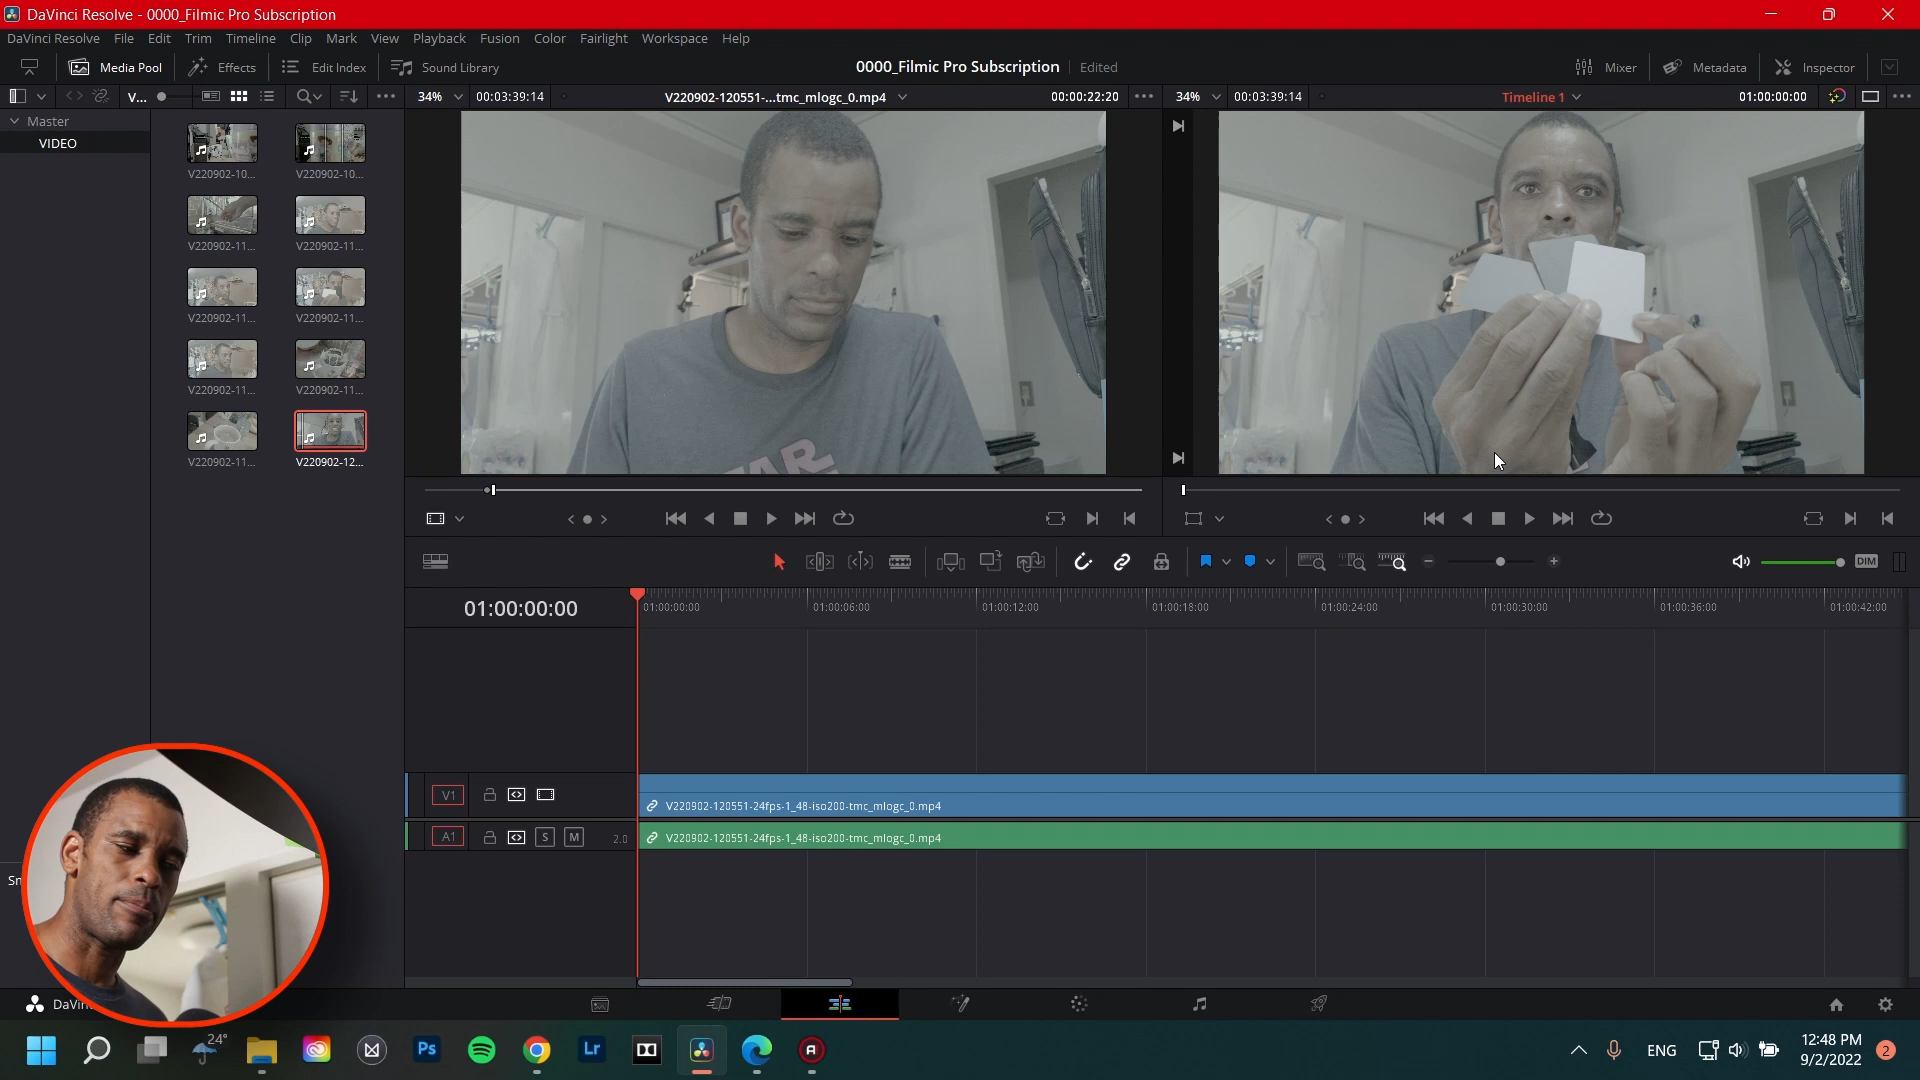 DaVinci Resolve - 0000_Filmic Pro Subscription
DaVinci Resolve File Edit Trim Timeline Clip Mark View Playback Fusion Color Fairlight Workspace Help
Media Pool Effects Edit Index Sound Library 0000_Filmic Pro Subscription Edited Mixer Metadata Inspector
V... 34% 00:03:39:14 V220902-120551-...tmc_mlogc_0.mp4 00:00:22:20 34% 00:03:39:14 Timeline 1 01:00:00:00
Master
VIDEO
V220902-10... V220902-10...
V220902-11... V220902-11...
V220902-11... V220902-11...
V220902-11... V220902-11...
V220902-11... V220902-12...
DIM
01:00:00:00
01:00:00:00 01:00:06:00 01:00:12:00 01:00:18:00 01:00:24:00 01:00:30:00 01:00:36:00 01:00:42:00
V1 V220902-120551-24fps-1_48-iso200-tmc_mlogc_0.mp4
A1 S M 2.0 V220902-120551-24fps-1_48-iso200-tmc_mlogc_0.mp4
24°
Ps
Lr
ENG
12:48 PM
9/2/2022
2